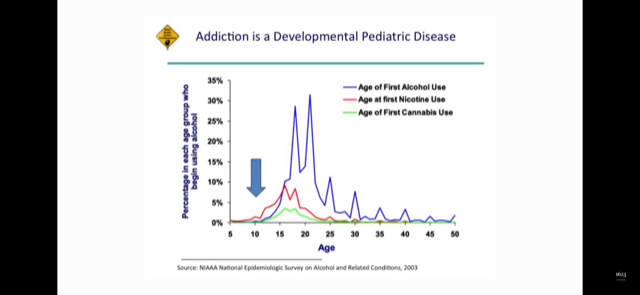 Addiction is a Developmental Pediatric Disease
Percentage in each age group who
begin using alcohol
35%
30%
25%
20%
15%
10%
5%
0%
Age of First Alcohol Use
Age at first Nicotine Use
Age of First Cannabis Use
5 10 15 20 25 30 35 40 45 50
Age
Source: NIAAA National Epidemiologic Survey on Alcohol and Related Conditions, 2003